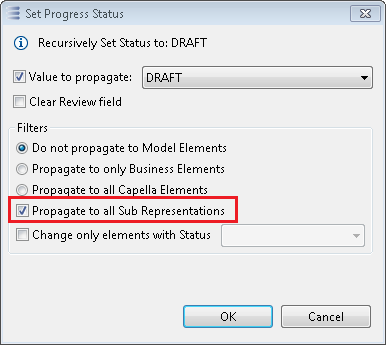 Set Progress Status
Recursively Set Status to: DRAFT
Value to propagate: DRAFT
Clear Review field
Filters
Do not propagate to Model Elements
Propagate to only Business Elements
Propagate to all Capella Elements
Propagate to all Sub Representations
Change only elements with Status
OK Cancel